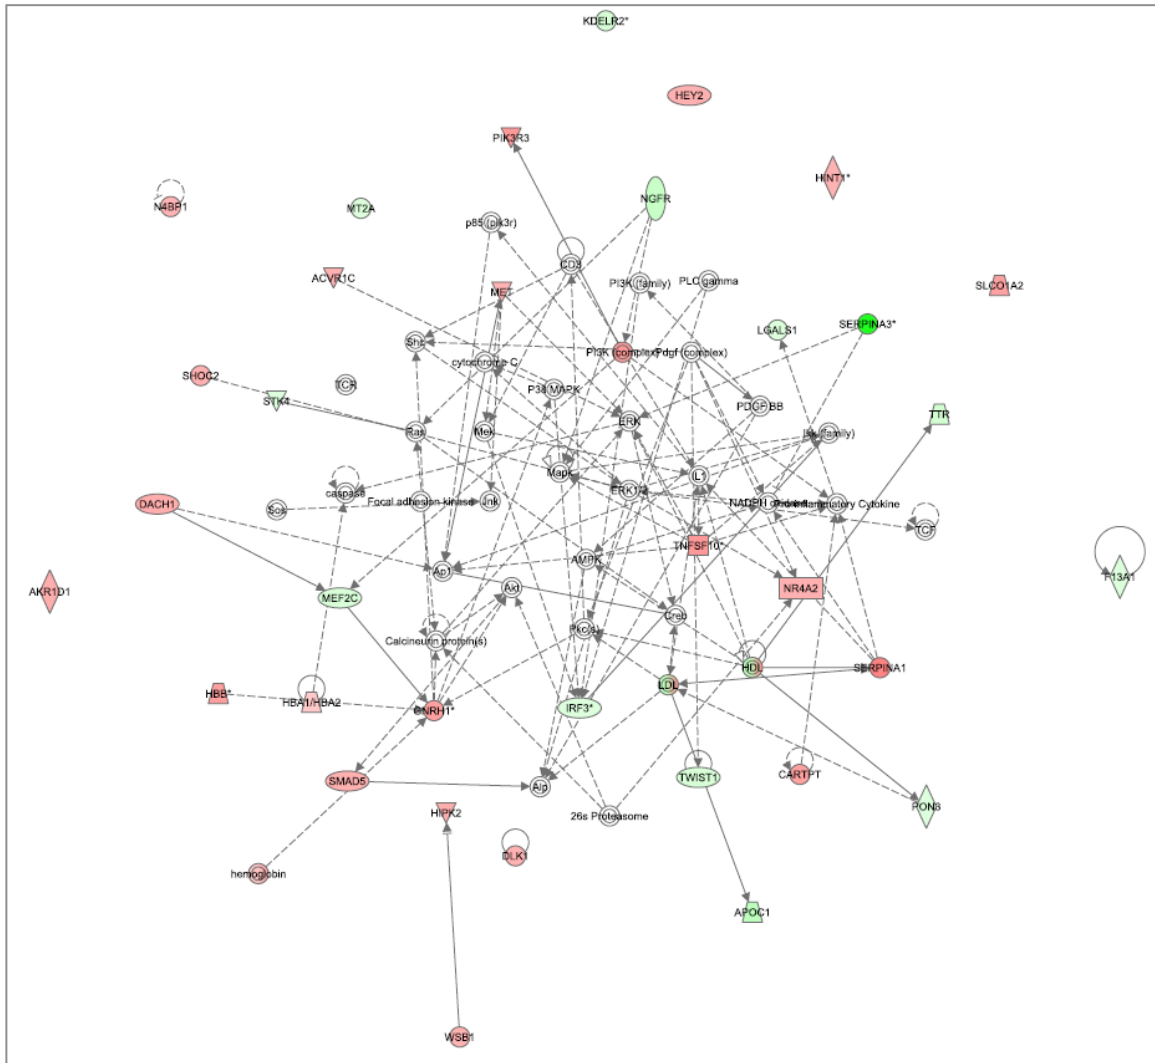 KDELR2*
HEY2
PIK3R3
HINT1*
N4BP1
MT2A
NGFR
p85 (pik3r)
CD3
ACVR1C
MET
PI3K (family)
PLC gamma
SLCO1A2
LGALS1
SERPINA3*
Shc
cytochrome C
PI3K (complex)
Pdgf (complex)
SHOC2
TCR
P38 MAPK
STK4
PDGF BB
TTR
Ras
Mek
ERK
Mapk
IL1
caspase
ERK1/2
DACH1
Sos
Focal adhesion kinase
Jnk
Pro-inflammatory Cytokine
TCF
TNFSF10*
AMPK
Ap1
Akt
NR4A2
F13A1
AKR1D1
MEF2C
Creb
Pkc(s)
Calcineurin protein(s)
HDL
SERPINA1
LDL
HBB*
HBA1/HBA2
GNRH1*
IRF3*
SMAD5
Alp
TWIST1
CARTPT
PON3
HIPK2
26s Proteasome
DLK1
hemoglobin
APOC1
WSB1